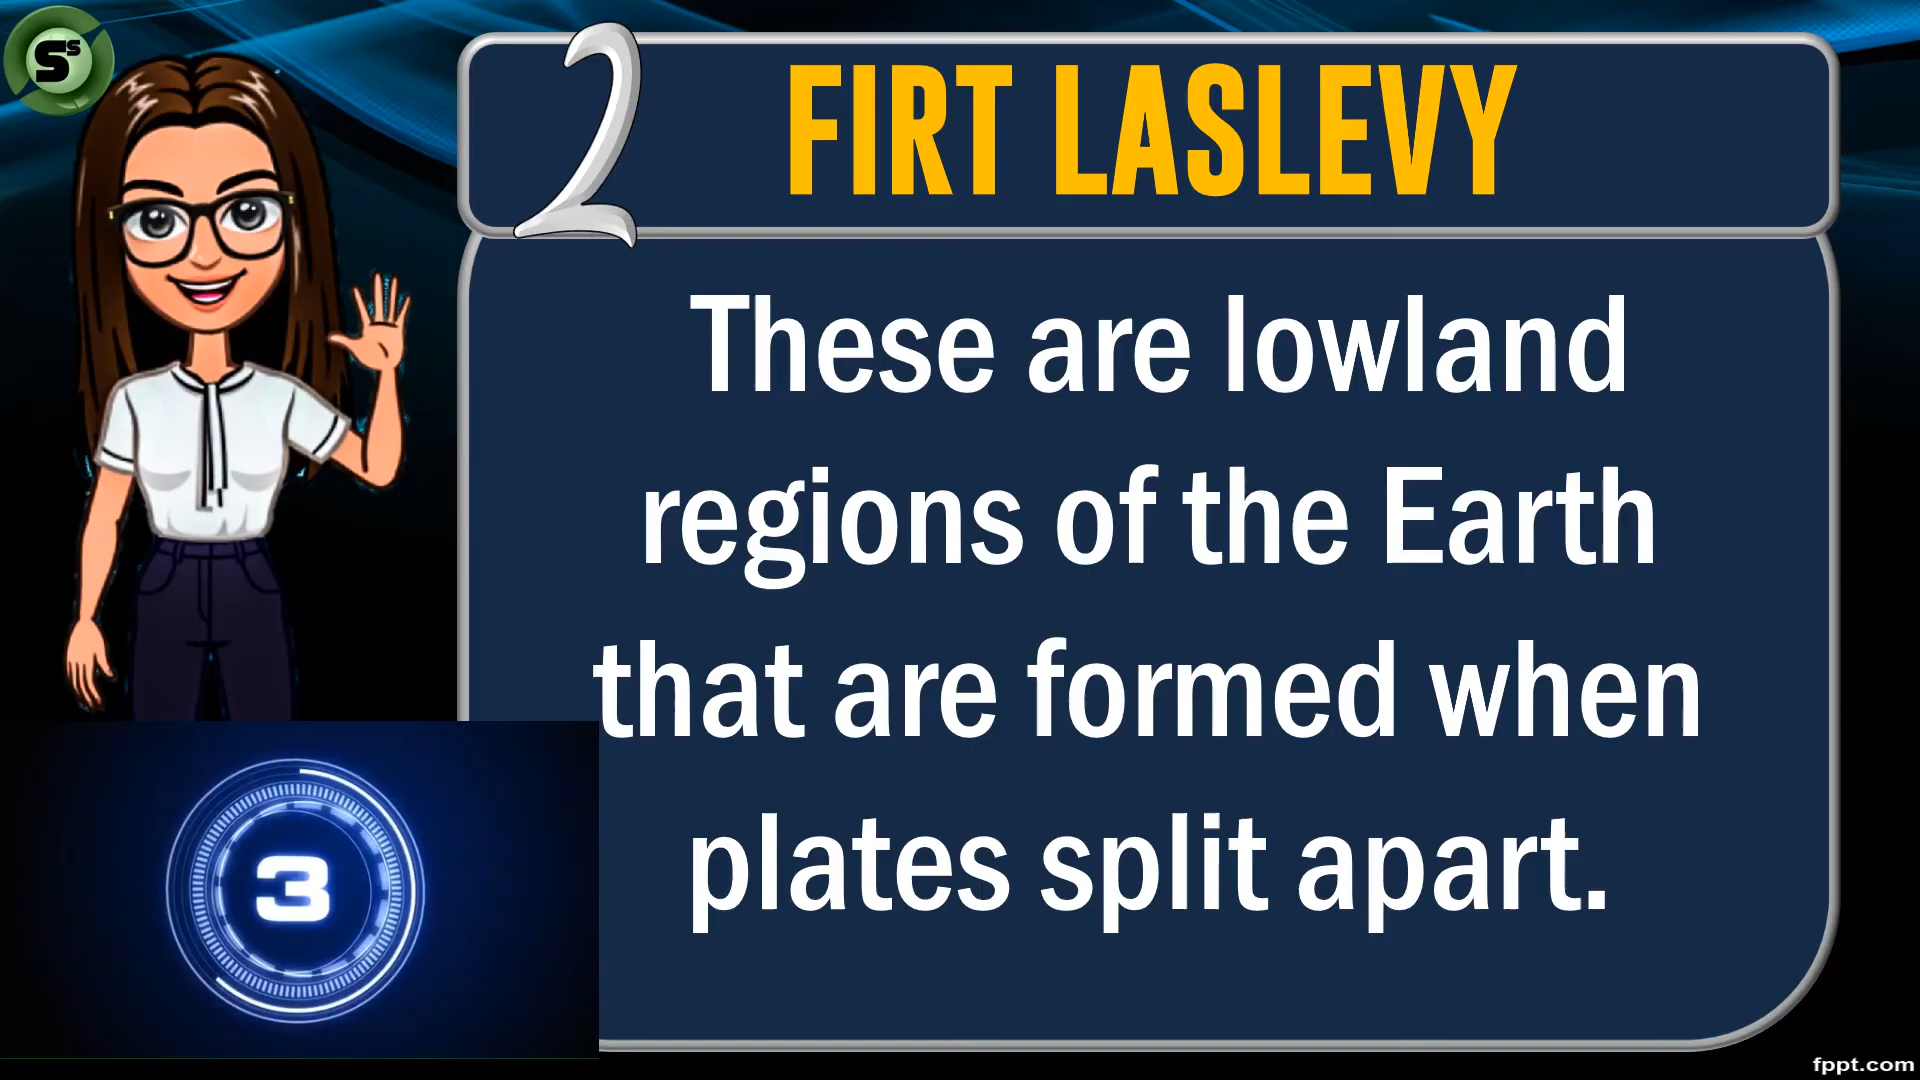 Ss
2
FIRT LASLEVY
These are lowland
regions of the Earth
that are formed when
plates split apart.
3
fppt.com